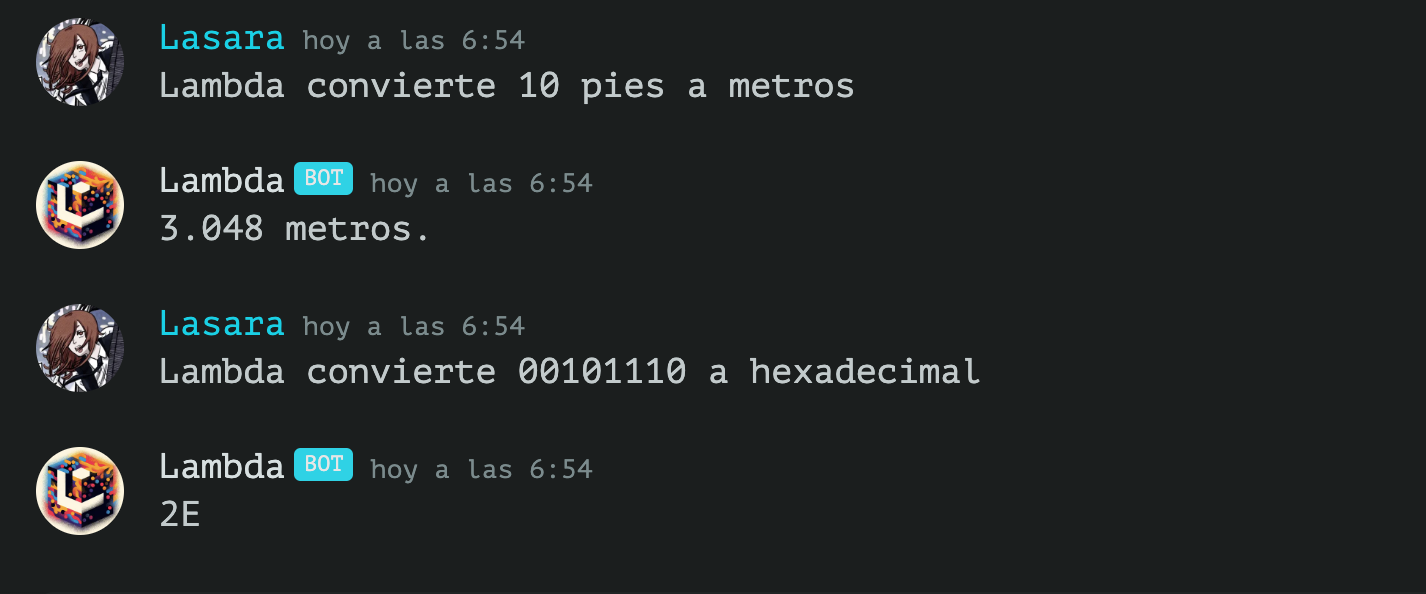 Lasara hoy a las 6:54
Lambda convierte 10 pies a metros
Lambda BOT hoy a las 6:54
3.048 metros.
Lasara hoy a las 6:54
Lambda convierte 00101110 a hexadecimal
Lambda BOT hoy a las 6:54
2E